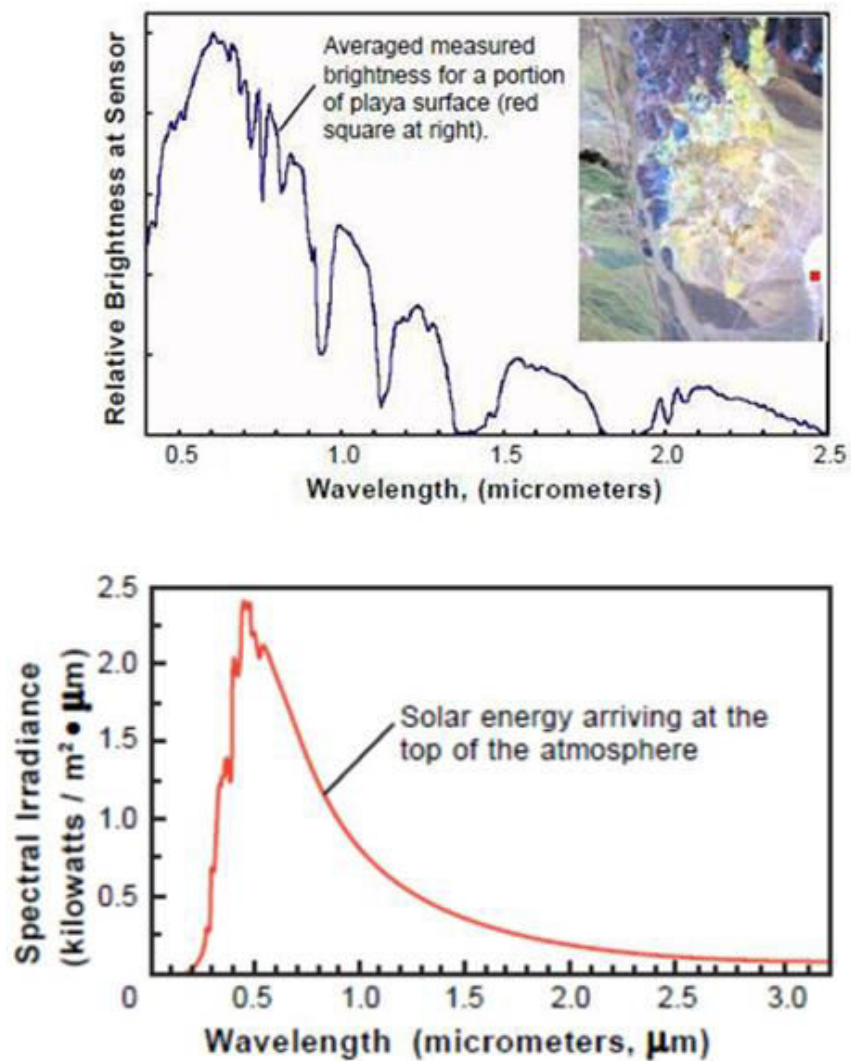 Relative Brightness at Sensor
Averaged measured
brightness for a portion
of playa surface (red
square at right).
0.5 1.0 1.5 2.0 2.5
Wavelength, (micrometers)
Spectral Irradiance
(kilowatts / m² • μm)
2.5
2.0
1.5
1.0
0.5
Solar energy arriving at the
top of the atmosphere
0 0.5 1.0 1.5 2.0 2.5 3.0
Wavelength (micrometers, μm)